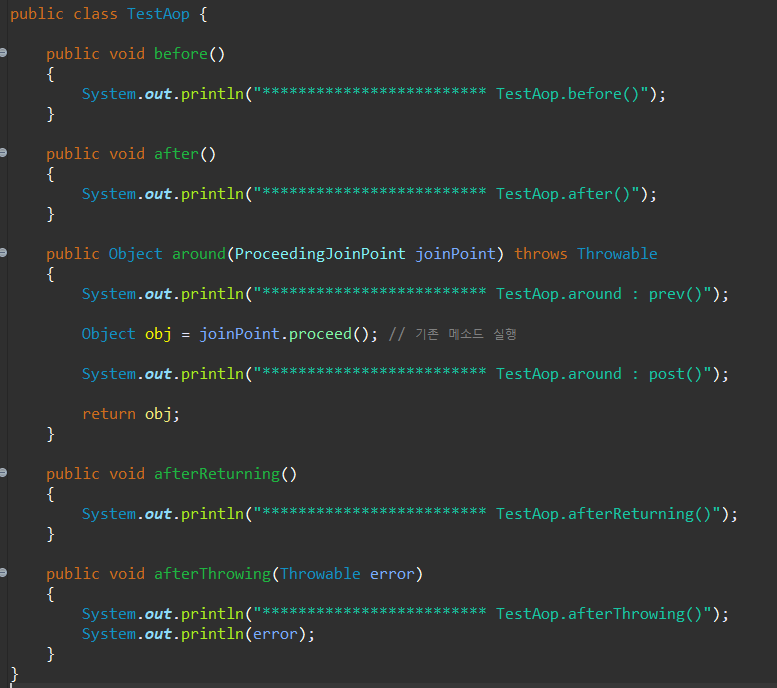 public class TestAop {
public void before()
{
System.out.println("************************* TestAop.before()");
}
public void after()
{
System.out.println("************************* TestAop.after()");
}
public Object around(ProceedingJoinPoint joinPoint) throws Throwable
{
System.out.println("************************* TestAop.around : prev()");
Object obj = joinPoint.proceed(); // 기존 메소드 실행
System.out.println("************************* TestAop.around : post()");
return obj;
}
public void afterReturning()
{
System.out.println("************************* TestAop.afterReturning()");
}
public void afterThrowing(Throwable error)
{
System.out.println("************************* TestAop.afterThrowing()");
System.out.println(error);
}
}